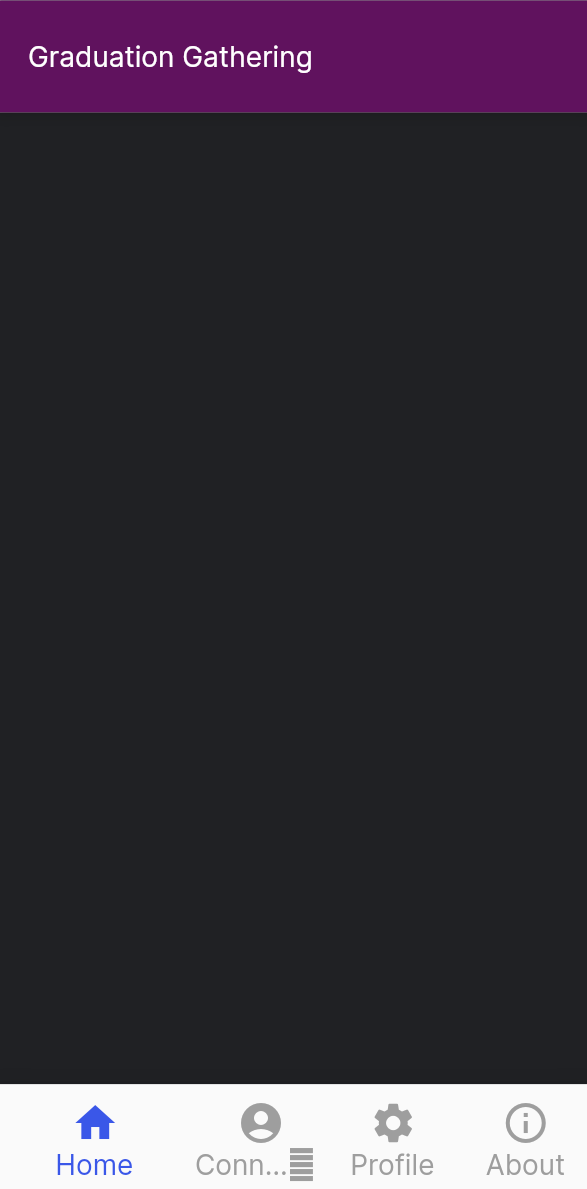 Graduation Gathering
Home
Conn...
Profile
About